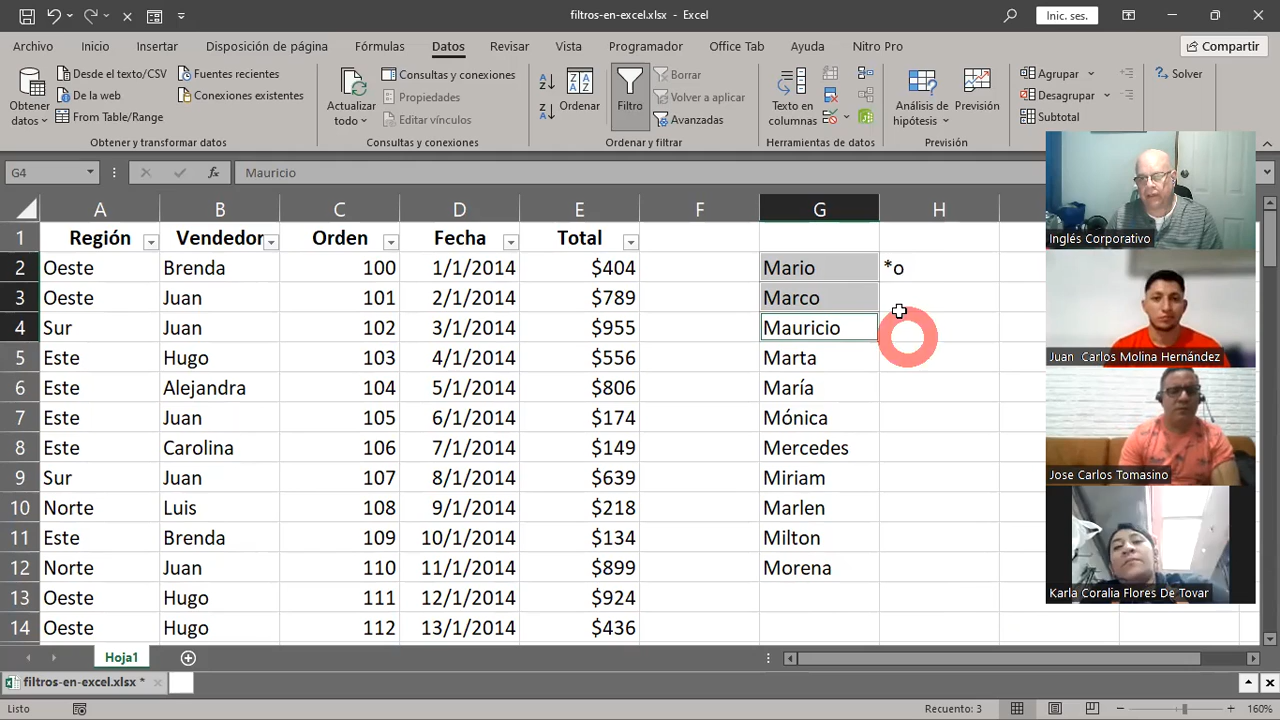 filtros-en-excel.xlsx - Excel
Inic. ses.
Archivo Inicio Insertar Disposición de página Fórmulas Datos Revisar Vista Programador Office Tab Ayuda Nitro Pro Compartir
Obtener datos
Desde el texto/CSV
De la web
From Table/Range
Fuentes recientes
Conexiones existentes
Obtener y transformar datos
Actualizar todo
Consultas y conexiones
Propiedades
Editar vínculos
Consultas y conexiones
Ordenar
Filtro
Borrar
Volver a aplicar
Avanzadas
Ordenar y filtrar
Texto en columnas
Herramientas de datos
Análisis de hipótesis
Previsión
Previsión
Agrupar
Desagrupar
Subtotal
Solver
G4 fx Mauricio
A B C D E F G H
1 Región Vendedor Orden Fecha Total
2 Oeste Brenda 100 1/1/2014 $404 Mario *o
3 Oeste Juan 101 2/1/2014 $789 Marco
4 Sur Juan 102 3/1/2014 $955 Mauricio
5 Este Hugo 103 4/1/2014 $556 Marta
6 Este Alejandra 104 5/1/2014 $806 María
7 Este Juan 105 6/1/2014 $174 Mónica
8 Este Carolina 106 7/1/2014 $149 Mercedes
9 Sur Juan 107 8/1/2014 $639 Miriam
10 Norte Luis 108 9/1/2014 $218 Marlen
11 Este Brenda 109 10/1/2014 $134 Milton
12 Norte Juan 110 11/1/2014 $899 Morena
13 Oeste Hugo 111 12/1/2014 $924
14 Oeste Hugo 112 13/1/2014 $436
Inglés Corporativo
Juan Carlos Molina Hernández
Jose Carlos Tomasino
Karla Coralia Flores De Tovar
Hoja1
filtros-en-excel.xlsx *
Listo
Recuento: 3
160%